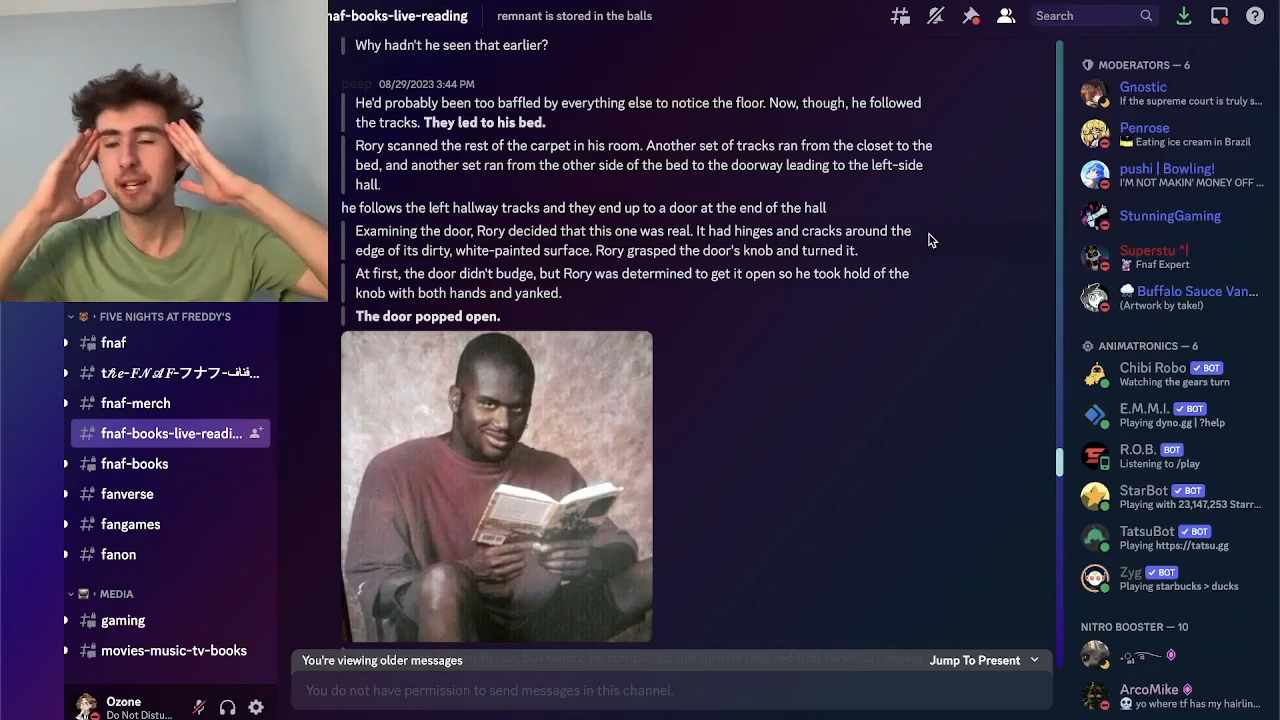 fnaf-books-live-reading
remnant is stored in the balls
Search
Why hadn't he seen that earlier?
peep 08/29/2023 3:44 PM
He'd probably been too baffled by everything else to notice the floor. Now, though, he followed
the tracks. They led to his bed.
Rory scanned the rest of the carpet in his room. Another set of tracks ran from the closet to the
bed, and another set ran from the other side of the bed to the doorway leading to the left-side
hall.
he follows the left hallway tracks and they end up to a door at the end of the hall
Examining the door, Rory decided that this one was real. It had hinges and cracks around the
edge of its dirty, white-painted surface. Rory grasped the door's knob and turned it.
At first, the door didn't budge, but Rory was determined to get it open so he took hold of the
knob with both hands and yanked.
The door popped open.
You're viewing older messages
Jump To Present
You do not have permission to send messages in this channel.
FIVE NIGHTS AT FREDDY'S
fnaf
the-FNAF-フナフ-فناف...
fnaf-merch
fnaf-books-live-readi...
fnaf-books
fanverse
fangames
fanon
MEDIA
gaming
movies-music-tv-books
Ozone
Do Not Distu...
MODERATORS — 6
Gnostic
If the supreme court is truly s...
Penrose
Eating ice cream in Brazil
pushi | Bowling!
I'M NOT MAKIN' MONEY OFF ...
StunningGaming
Superstu ^|
Fnaf Expert
Buffalo Sauce Van...
(Artwork by take!)
ANIMATRONICS — 6
Chibi Robo ✓ BOT
Watching the gears turn
E.M.M.I. ✓ BOT
Playing dyno.gg | ?help
R.O.B. BOT
Listening to /play
StarBot ✓ BOT
Playing with 23,147,253 Starr...
TatsuBot ✓ BOT
Playing https://tatsu.gg
Zyg ✓ BOT
Playing starbucks > ducks
NITRO BOOSTER — 10
ArcoMike
yo where tf has my hairlin...